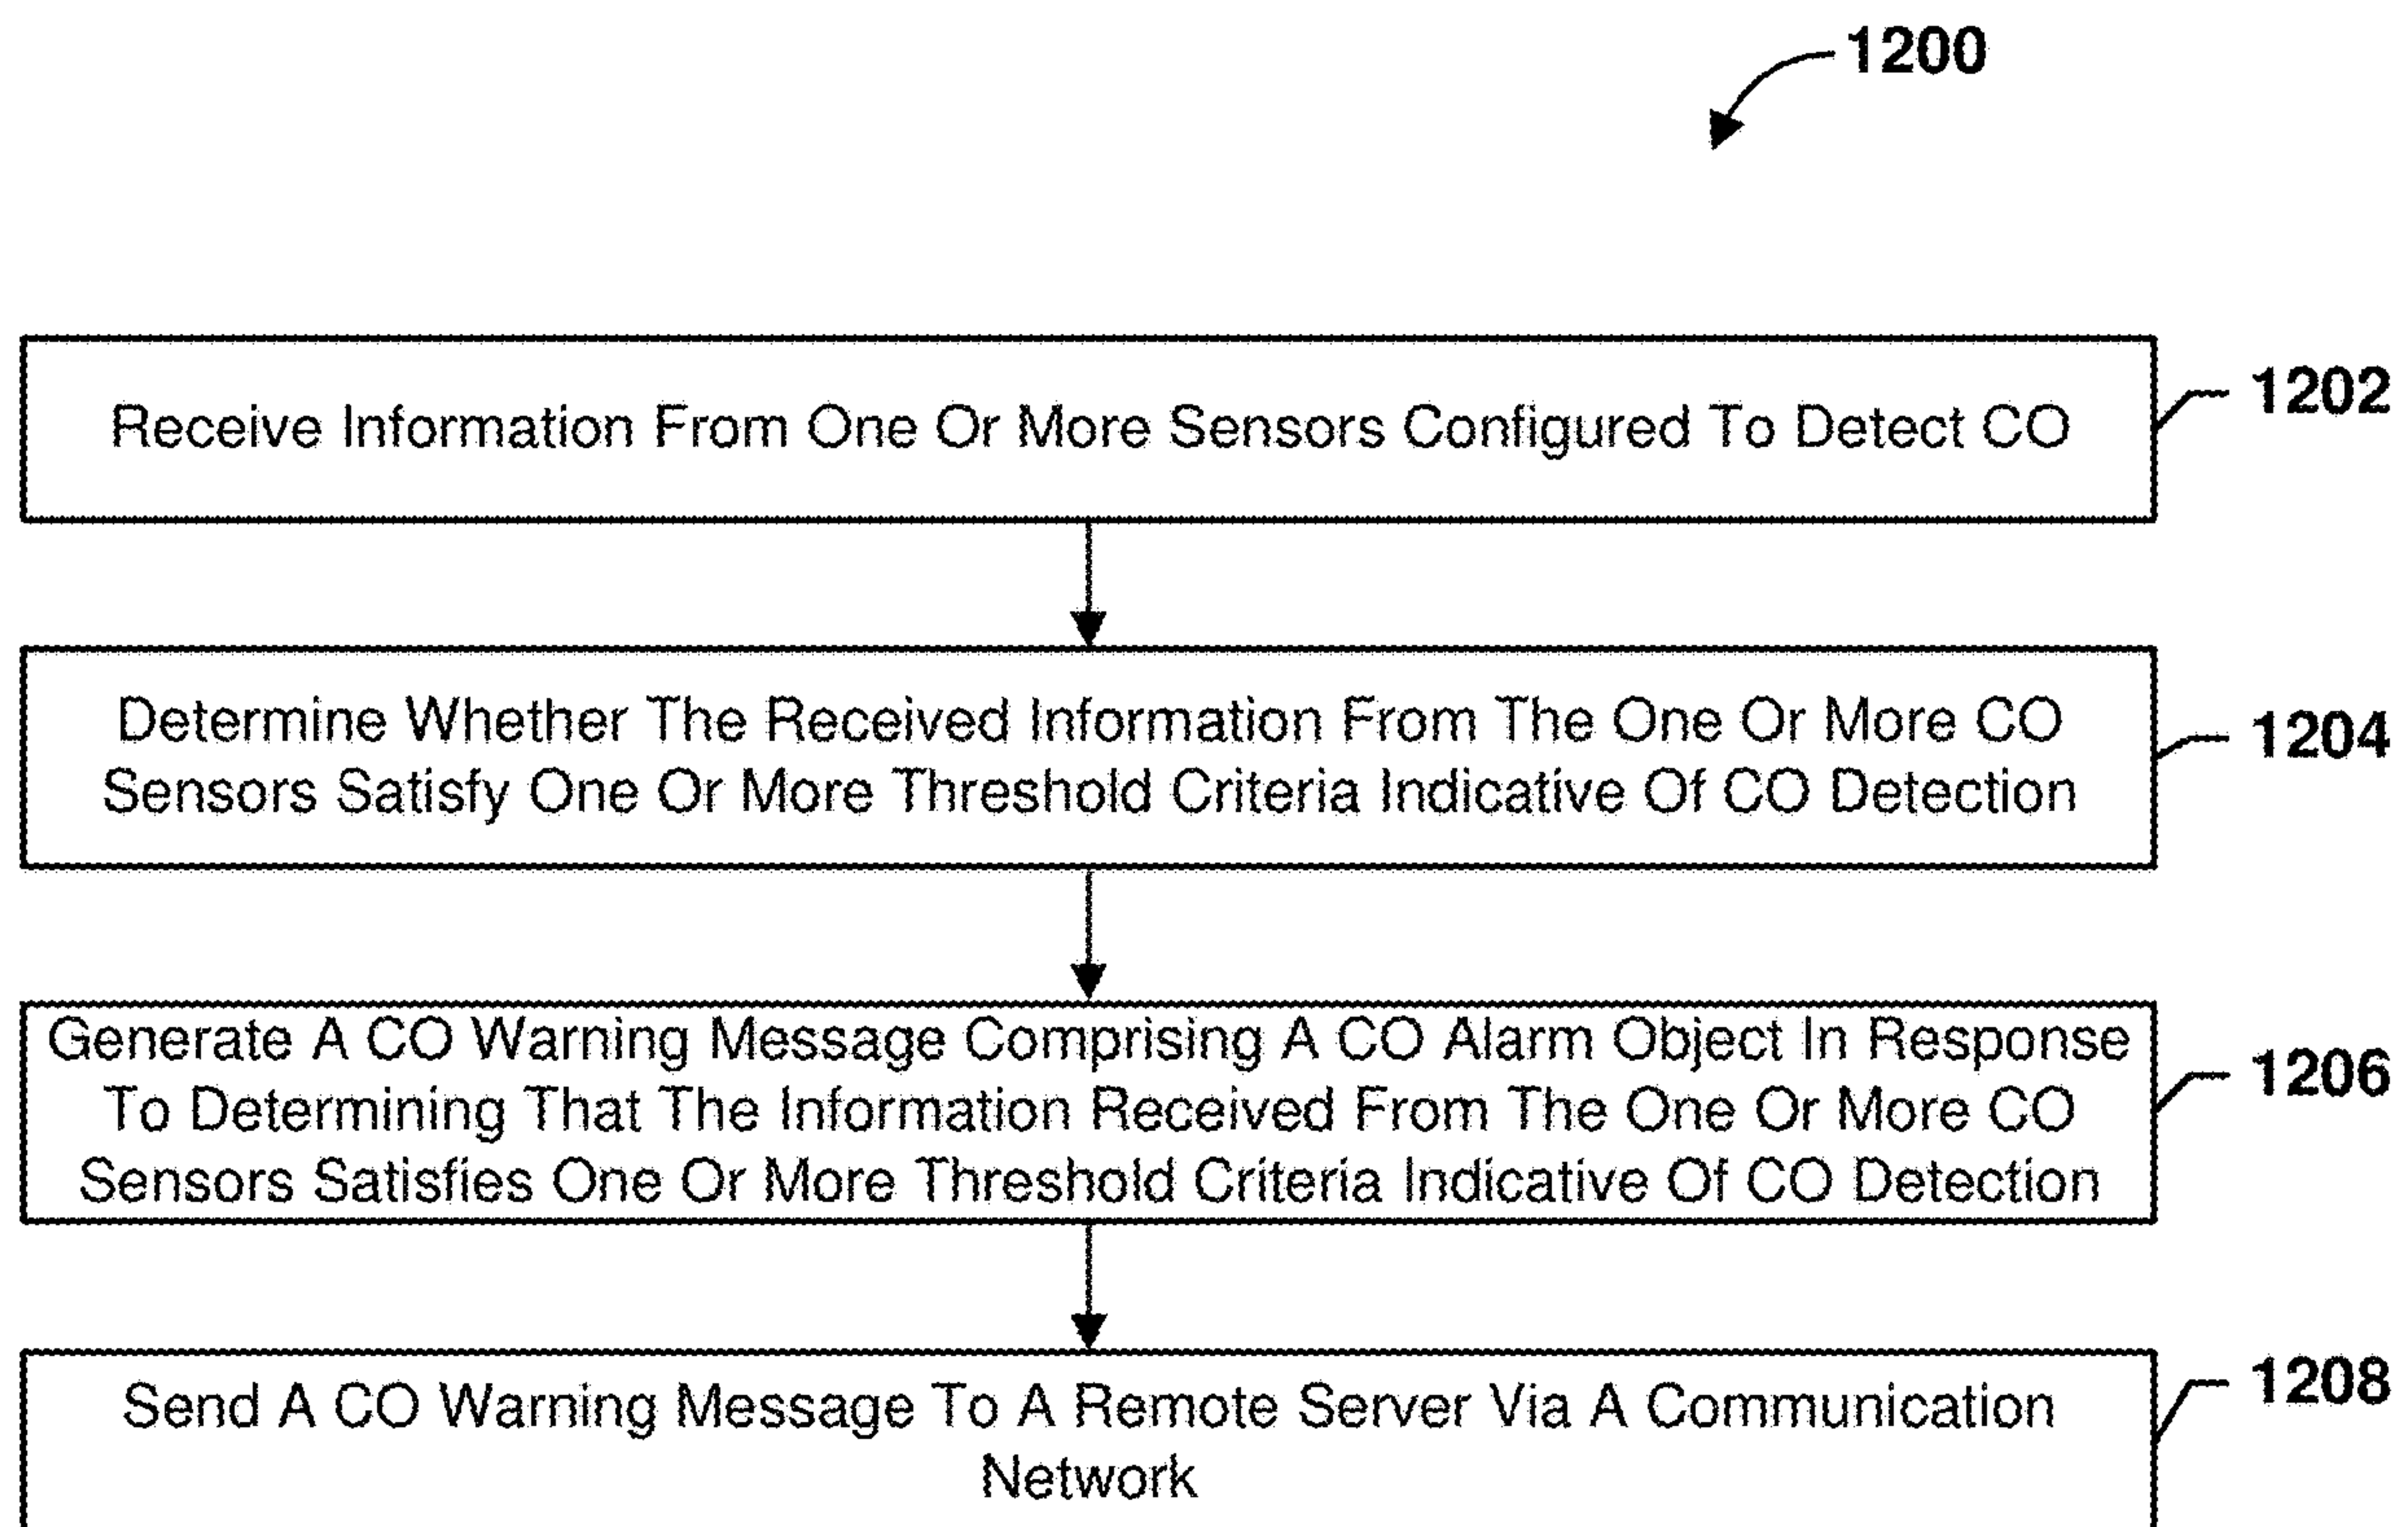 1200
Receive Information From One Or More Sensors Configured To Detect CO
1202
Determine Whether The Received Information From The One Or More CO
Sensors Satisfy One Or More Threshold Criteria Indicative Of CO Detection
1204
Generate A CO Warning Message Comprising A CO Alarm Object In Response
To Determining That The Information Received From The One Or More CO
Sensors Satisfies One Or More Threshold Criteria Indicative Of CO Detection
1206
Send A CO Warning Message To A Remote Server Via A Communication
Network
1208